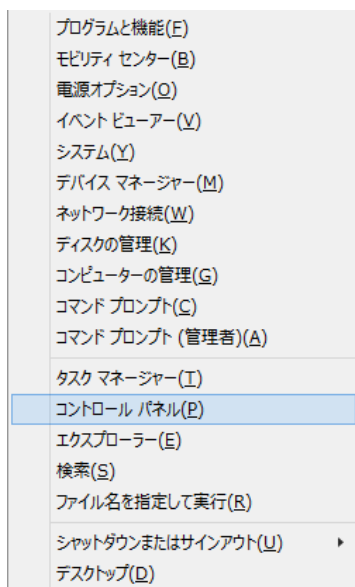 プログラムと機能(F)
モビリティ センター(B)
電源オプション(O)
イベント ビューアー(V)
システム(Y)
デバイス マネージャー(M)
ネットワーク接続(W)
ディスクの管理(K)
コンピューターの管理(G)
コマンド プロンプト(C)
コマンド プロンプト (管理者)(A)
タスク マネージャー(T)
コントロール パネル(P)
エクスプローラー(E)
検索(S)
ファイル名を指定して実行(R)
シャットダウンまたはサインアウト(U)
デスクトップ(D)